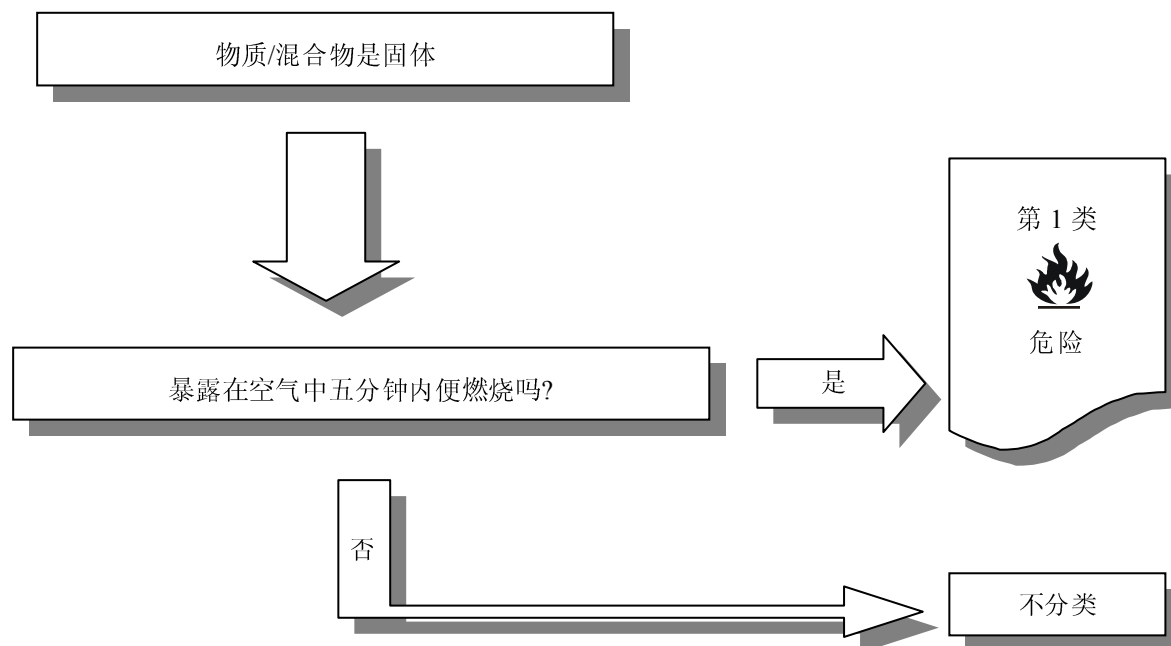 物质/混合物是固体
第 1 类
危险
暴露在空气中五分钟内便燃烧吗?
是
否
不分类